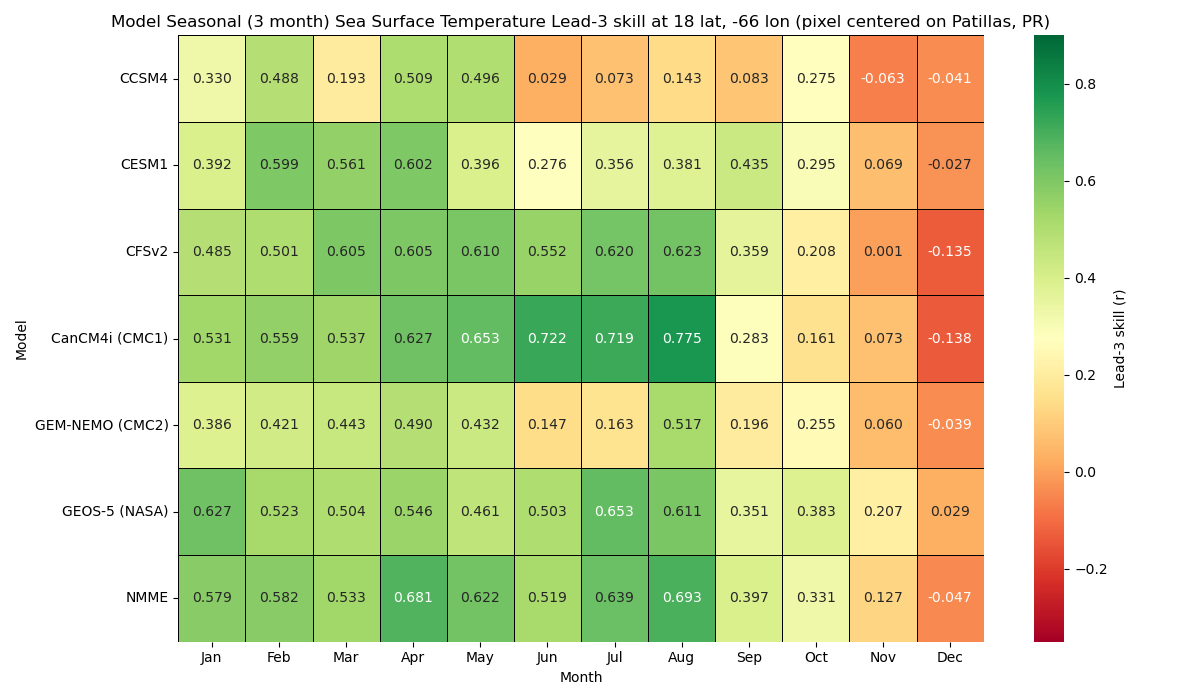 Model Seasonal (3 month) Sea Surface Temperature Lead-3 skill at 18 lat, -66 lon (pixel centered on Patillas, PR)
CCSM4 0.330 0.488 0.193 0.509 0.496 0.029 0.073 0.143 0.083 0.275 -0.063 -0.041
CESM1 0.392 0.599 0.561 0.602 0.396 0.276 0.356 0.381 0.435 0.295 0.069 -0.027
CFSv2 0.485 0.501 0.605 0.605 0.610 0.552 0.620 0.623 0.359 0.208 0.001 -0.135
CanCM4i (CMC1) 0.531 0.559 0.537 0.627 0.653 0.722 0.719 0.775 0.283 0.161 0.073 -0.138
GEM-NEMO (CMC2) 0.386 0.421 0.443 0.490 0.432 0.147 0.163 0.517 0.196 0.255 0.060 -0.039
GEOS-5 (NASA) 0.627 0.523 0.504 0.546 0.461 0.503 0.653 0.611 0.351 0.383 0.207 0.029
NMME 0.579 0.582 0.533 0.681 0.622 0.519 0.639 0.693 0.397 0.331 0.127 -0.047
Jan Feb Mar Apr May Jun Jul Aug Sep Oct Nov Dec
Month
Model
0.8
0.6
0.4
0.2
0.0
−0.2
Lead-3 skill (r)